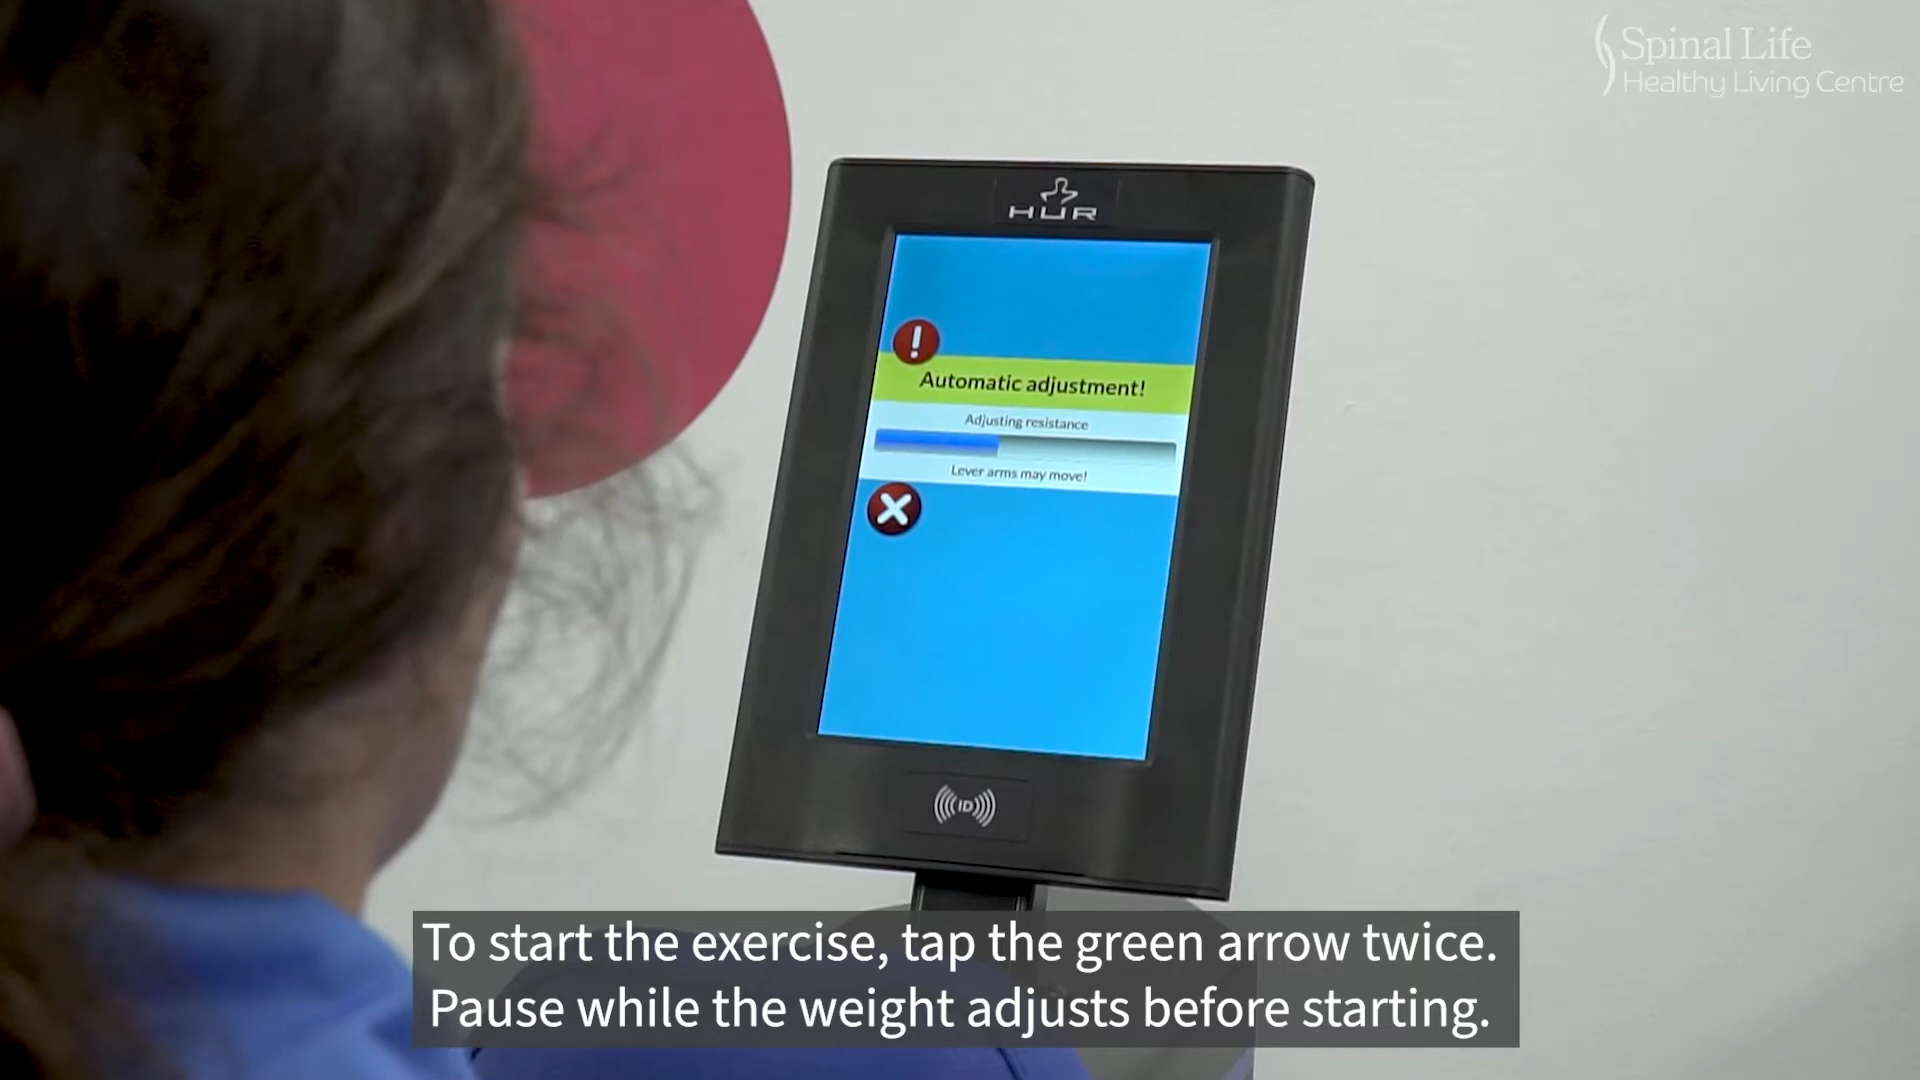 Spinal Life
Healthy Living Centre
HUR
!
Automatic adjustment!
Adjusting resistance
Lever arms may move!
ID
To start the exercise, tap the green arrow twice.
Pause while the weight adjusts before starting.